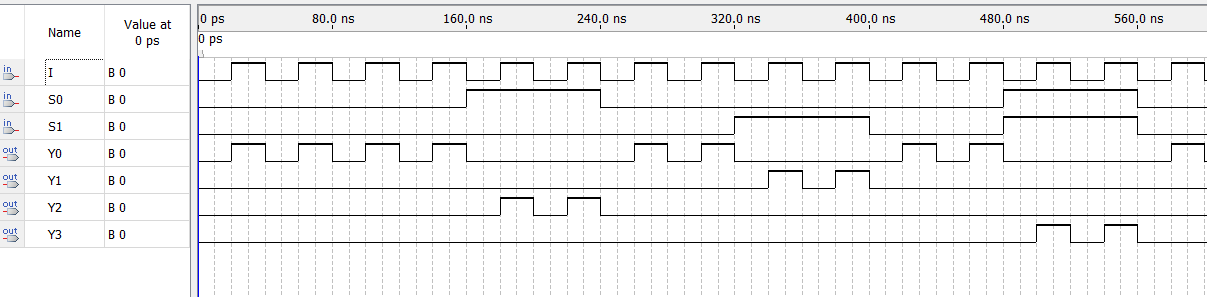 Name
Value at
0 ps
0 ps 80.0 ns 160.0 ns 240.0 ns 320.0 ns 400.0 ns 480.0 ns 560.0 ns
0 ps
in I B 0
in S0 B 0
in S1 B 0
out Y0 B 0
out Y1 B 0
out Y2 B 0
out Y3 B 0